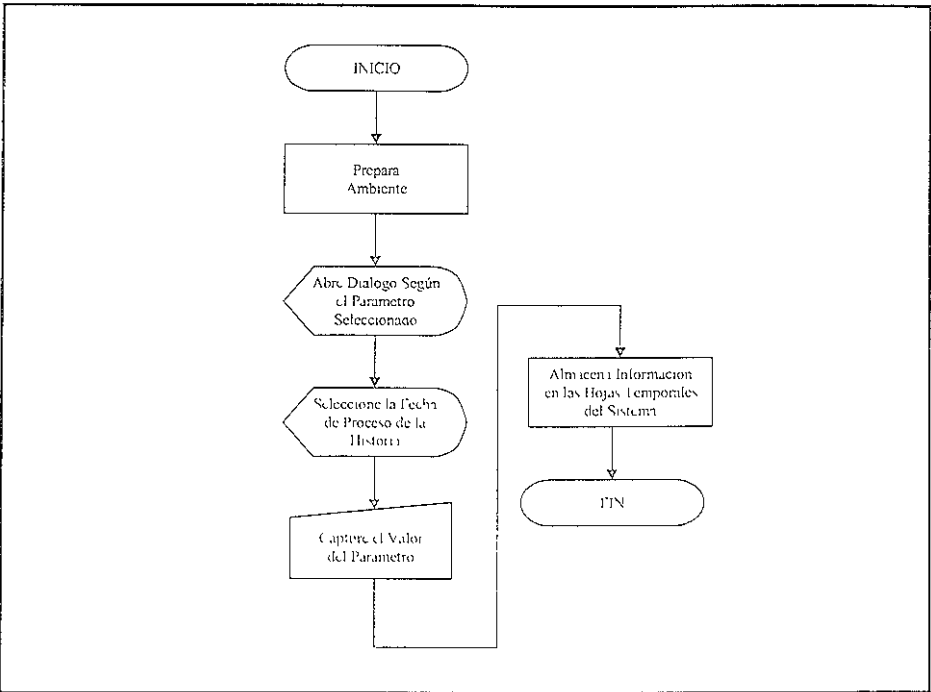 INICIO
Prepara
Ambiente
Abre Dialogo Según
el Parametro
Seleccionado
Seleccione la Fecha
de Proceso de la
Historia
Capture el Valor
del Parametro
Almacena Informacion
en las Hojas Temporales
del Sistema
FIN